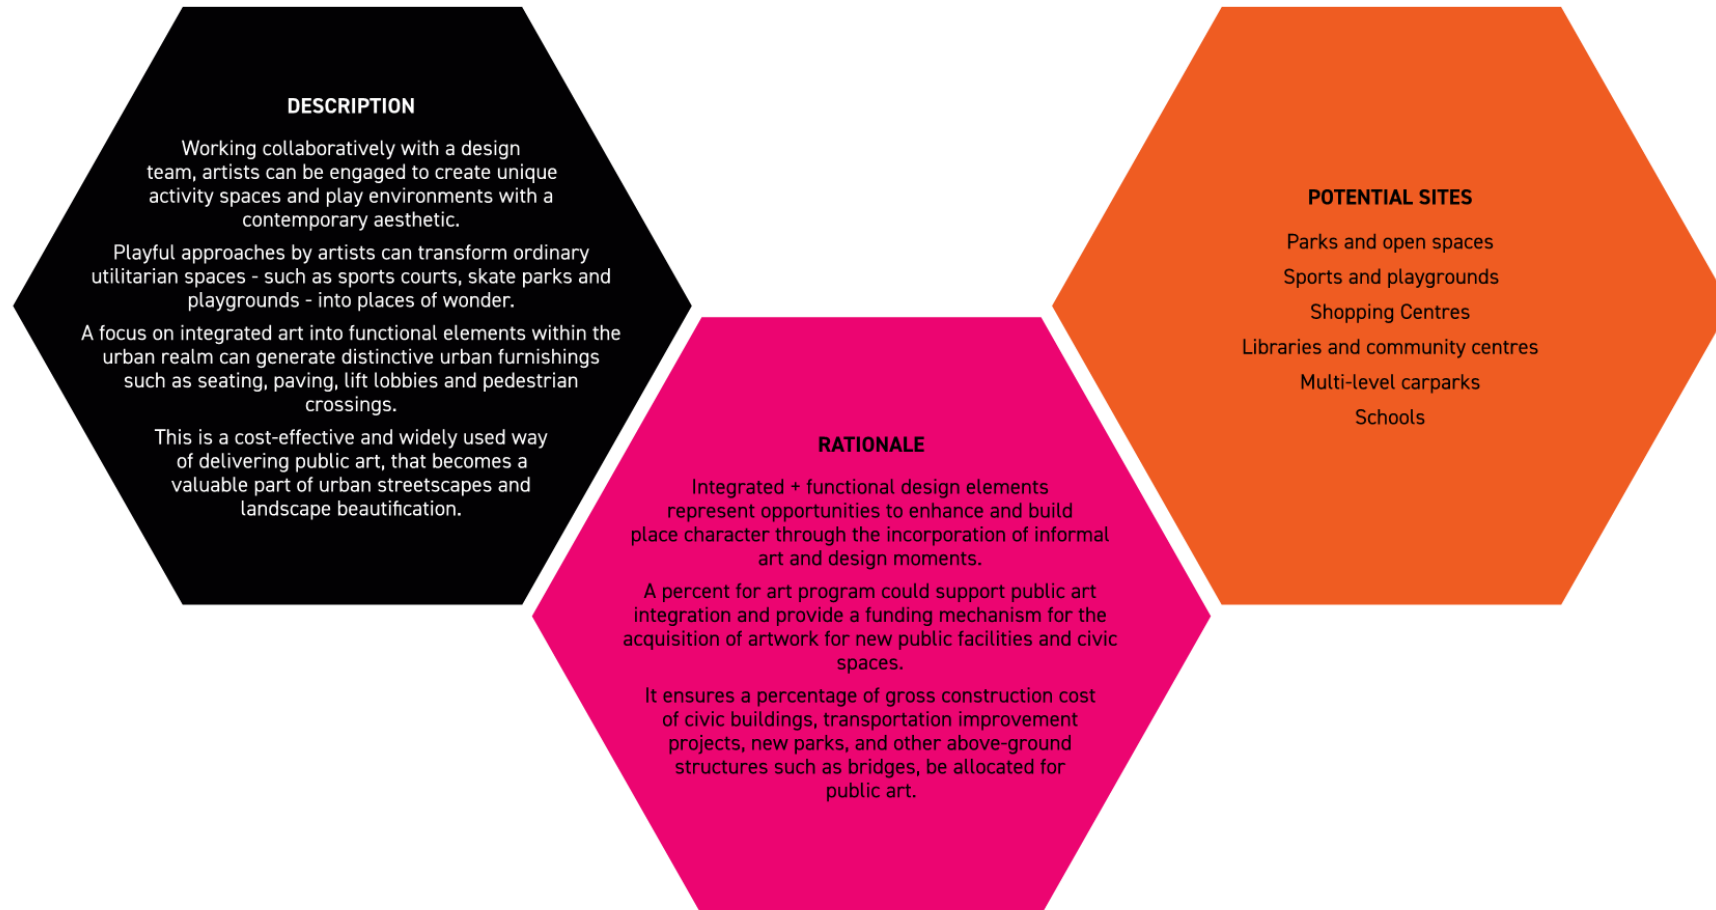 DESCRIPTION
Working collaboratively with a design
team, artists can be engaged to create unique
activity spaces and play environments with a
contemporary aesthetic.
Playful approaches by artists can transform ordinary
utilitarian spaces - such as sports courts, skate parks and
playgrounds - into places of wonder.
A focus on integrated art into functional elements within the
urban realm can generate distinctive urban furnishings
such as seating, paving, lift lobbies and pedestrian
crossings.
This is a cost-effective and widely used way
of delivering public art, that becomes a
valuable part of urban streetscapes and
landscape beautification.
RATIONALE
Integrated + functional design elements
represent opportunities to enhance and build
place character through the incorporation of informal
art and design moments.
A percent for art program could support public art
integration and provide a funding mechanism for the
acquisition of artwork for new public facilities and civic
spaces.
It ensures a percentage of gross construction cost
of civic buildings, transportation improvement
projects, new parks, and other above-ground
structures such as bridges, be allocated for
public art.
POTENTIAL SITES
Parks and open spaces
Sports and playgrounds
Shopping Centres
Libraries and community centres
Multi-level carparks
Schools